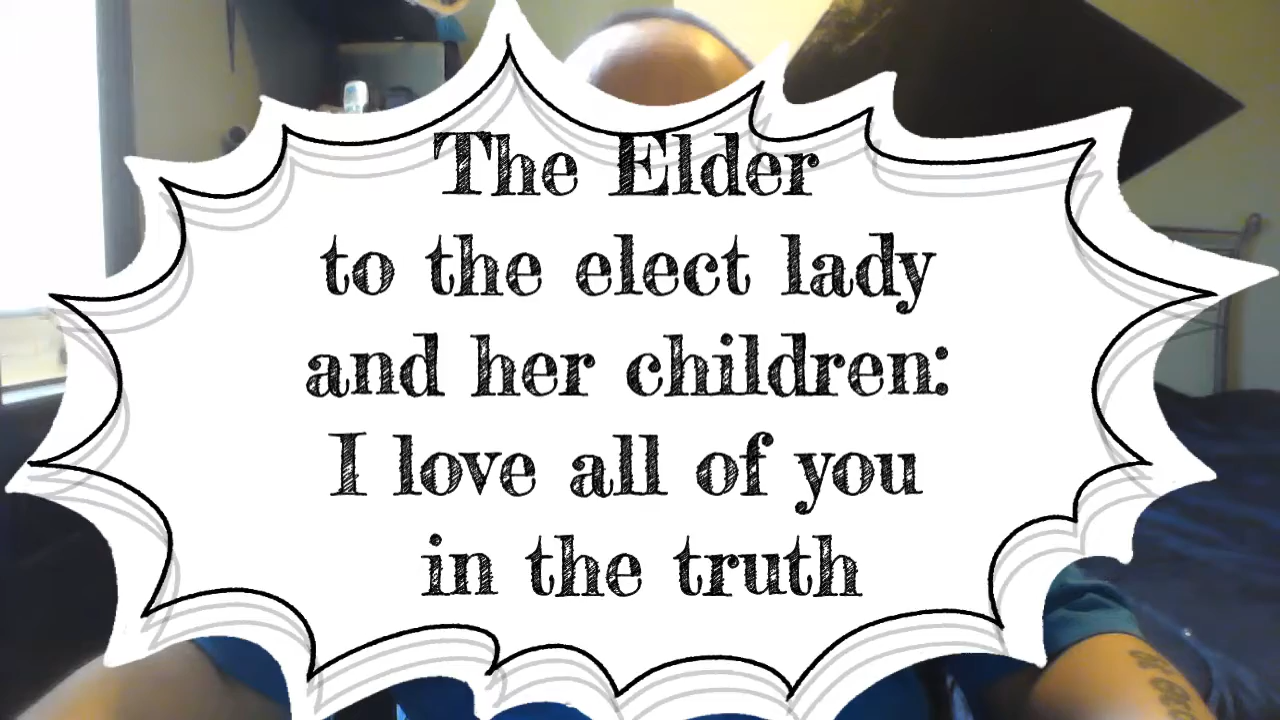 The Elder
to the elect lady
and her children:
I love all of you
in the truth